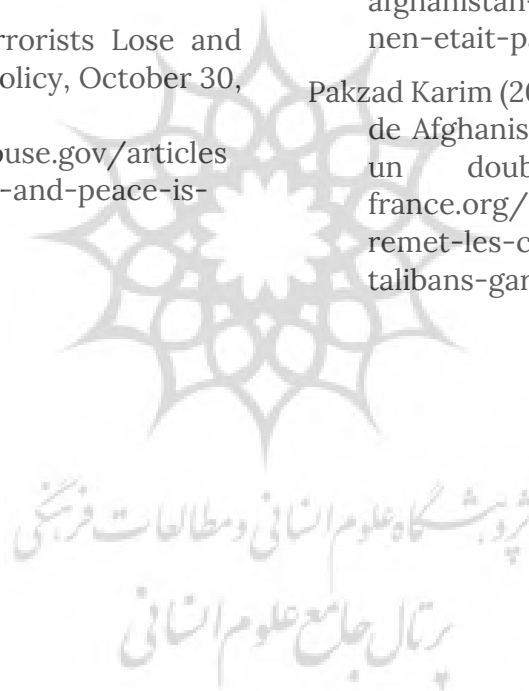 rrorists Lose and
olicy, October 30,
ouse.gov/articles
-and-peace-is-
afghanistan-
nen-etait-pa
Pakzad Karim (20
de Afghanis
un doub
france.org/
remet-les-c
talibans-gar
پژوهشگاه علوم انسانی و مطالعات فرهنگی
پرتال جامع علوم انسانی